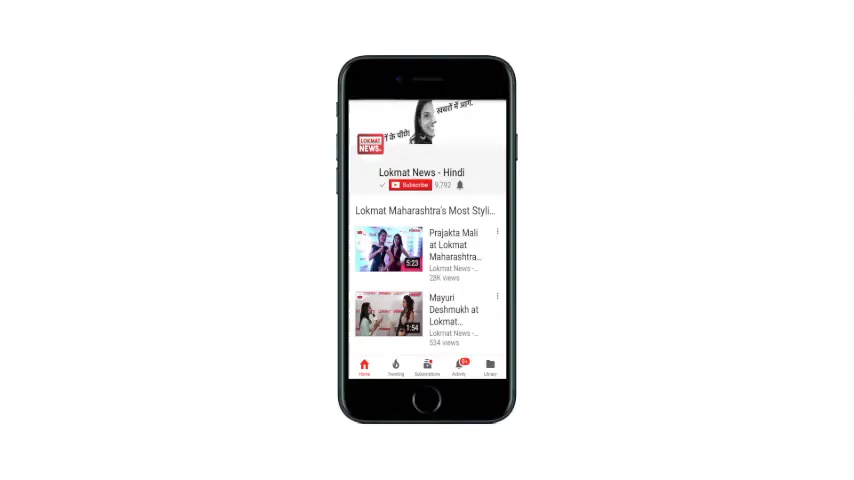 खबरों में आगे,
के पीछे!
LOKMAT
NEWS
Lokmat News - Hindi
Subscribe 9,792
Lokmat Maharashtra's Most Styli...
Prajakta Mali
at Lokmat
Maharashtra...
Lokmat News -...
28K views
5:23
Mayuri
Deshmukh at
Lokmat...
Lokmat News -...
534 views
1:54
Home Trending Subscriptions Activity Library
9+